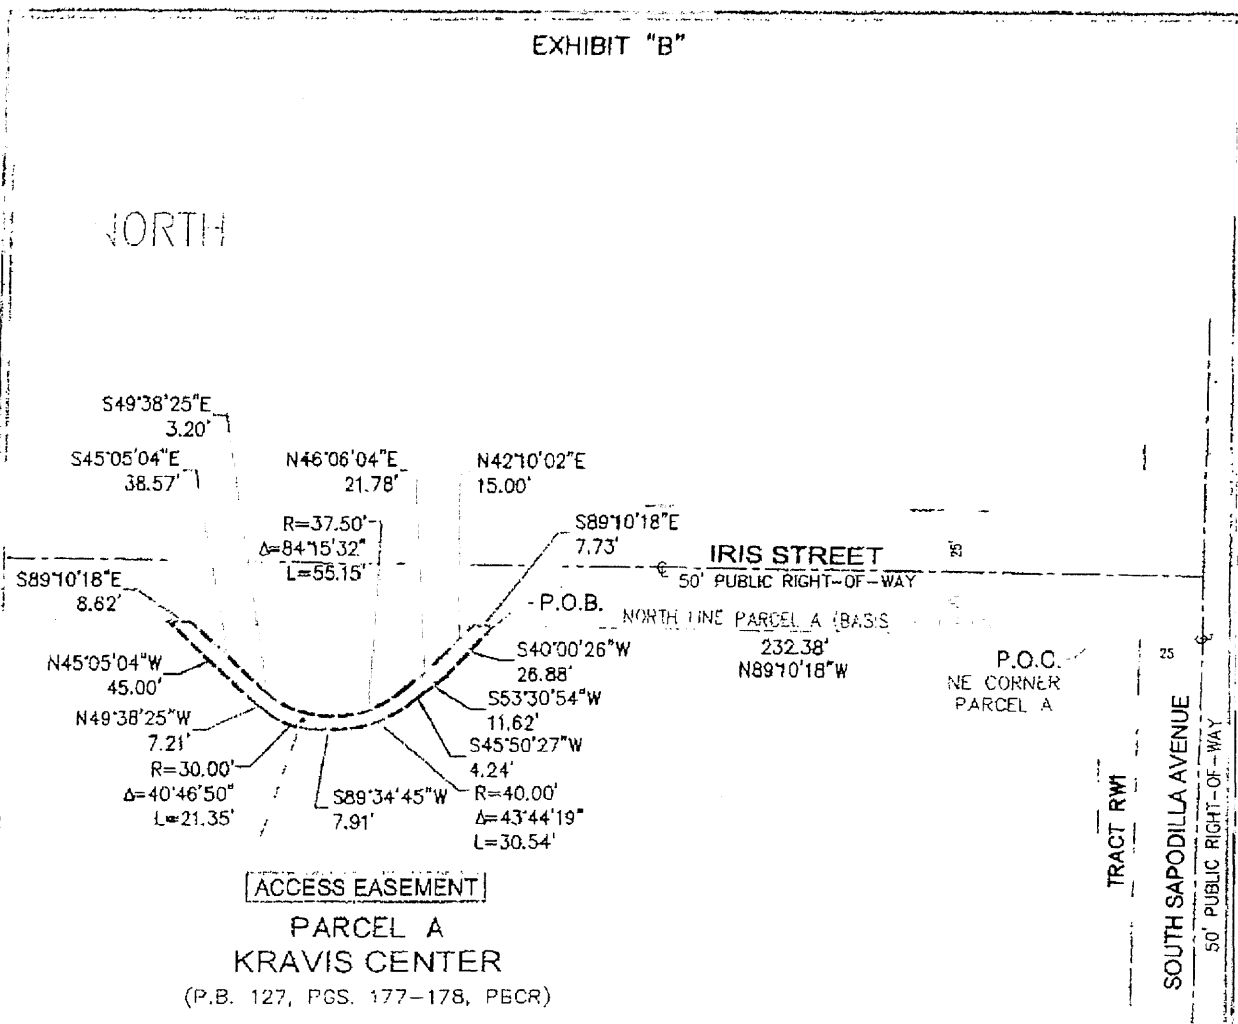 EXHIBIT "B"
NORTH
S49°38'25"E
3.20'
S45°05'04"E
38.57'
N46°06'04"E
21.78'
N42°10'02"E
15.00'
R=37.50'
Δ=84°15'32"
L=55.15'
S89°10'18"E
7.73'
IRIS STREET
50' PUBLIC RIGHT-OF-WAY
25'
S89°10'18"E
8.62'
P.O.B.
NORTH LINE PARCEL A (BASIS
232.38'
N89°10'18"W
P.O.C.
NE CORNER
PARCEL A
25
N45°05'04"W
45.00'
N49°38'25"W
7.21'
R=30.00'
Δ=40°46'50"
L=21.35'
S89°34'45"W
7.91'
S40°00'26"W
26.88'
S53°30'54"W
11.62'
S45°50'27"W
4.24'
R=40.00'
Δ=43°44'19"
L=30.54'
TRACT RW1
SOUTH SAPODILLA AVENUE
50' PUBLIC RIGHT-OF-WAY
ACCESS EASEMENT
PARCEL A
KRAVIS CENTER
(P.B. 127, PGS. 177-178, PBCR)